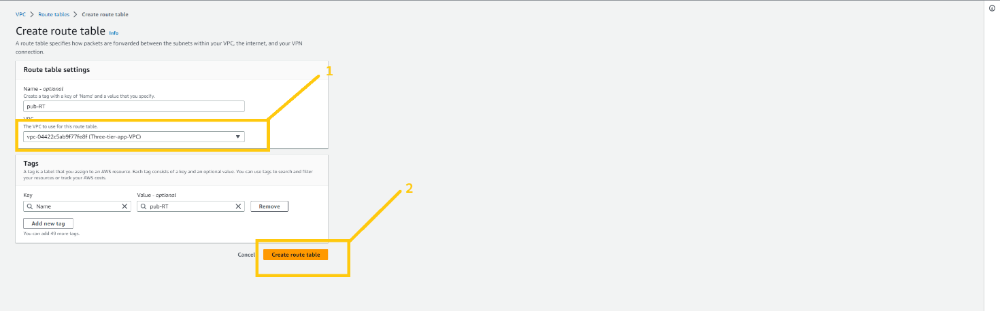 VPC > Route tables > Create route table
Create route table Info
A route table specifies how packets are forwarded between the subnets within your VPC, the internet, and your VPN
connection.
Route table settings
1
Name - optional
Create a tag with a key of 'Name' and a value that you specify.
pub-RT
VPC
The VPC to use for this route table.
vpc-04422c5ab9f77fe8f (Three-tier-app-VPC)
Tags
A tag is a label that you assign to an AWS resource. Each tag consists of a key and an optional value. You can use tags to search and filter
your resources or track your AWS costs.
2
Key Value - optional
Name pub-RT Remove
Add new tag
You can add 49 more tags.
Cancel Create route table